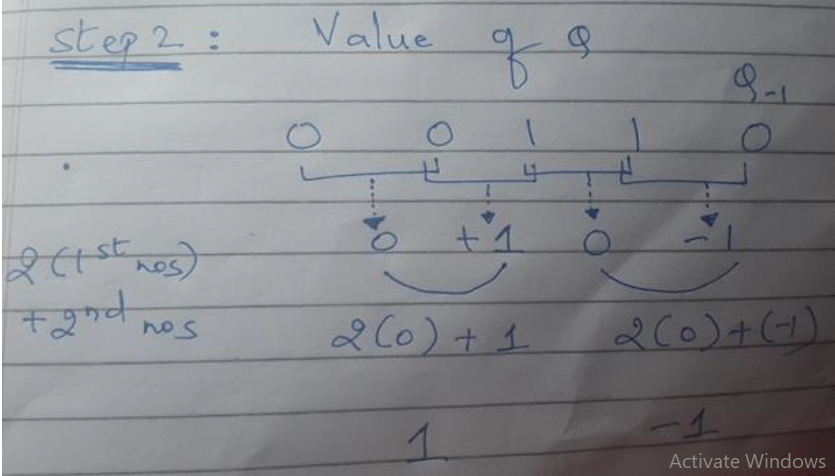 Step 2 : Value of Q
Q-1
0 0 1 1 0
0 +1 0 -1
2 (1st nos)
+ 2nd nos
2(0) + 1 2(0) + (-1)
1 -1
Activate Windows